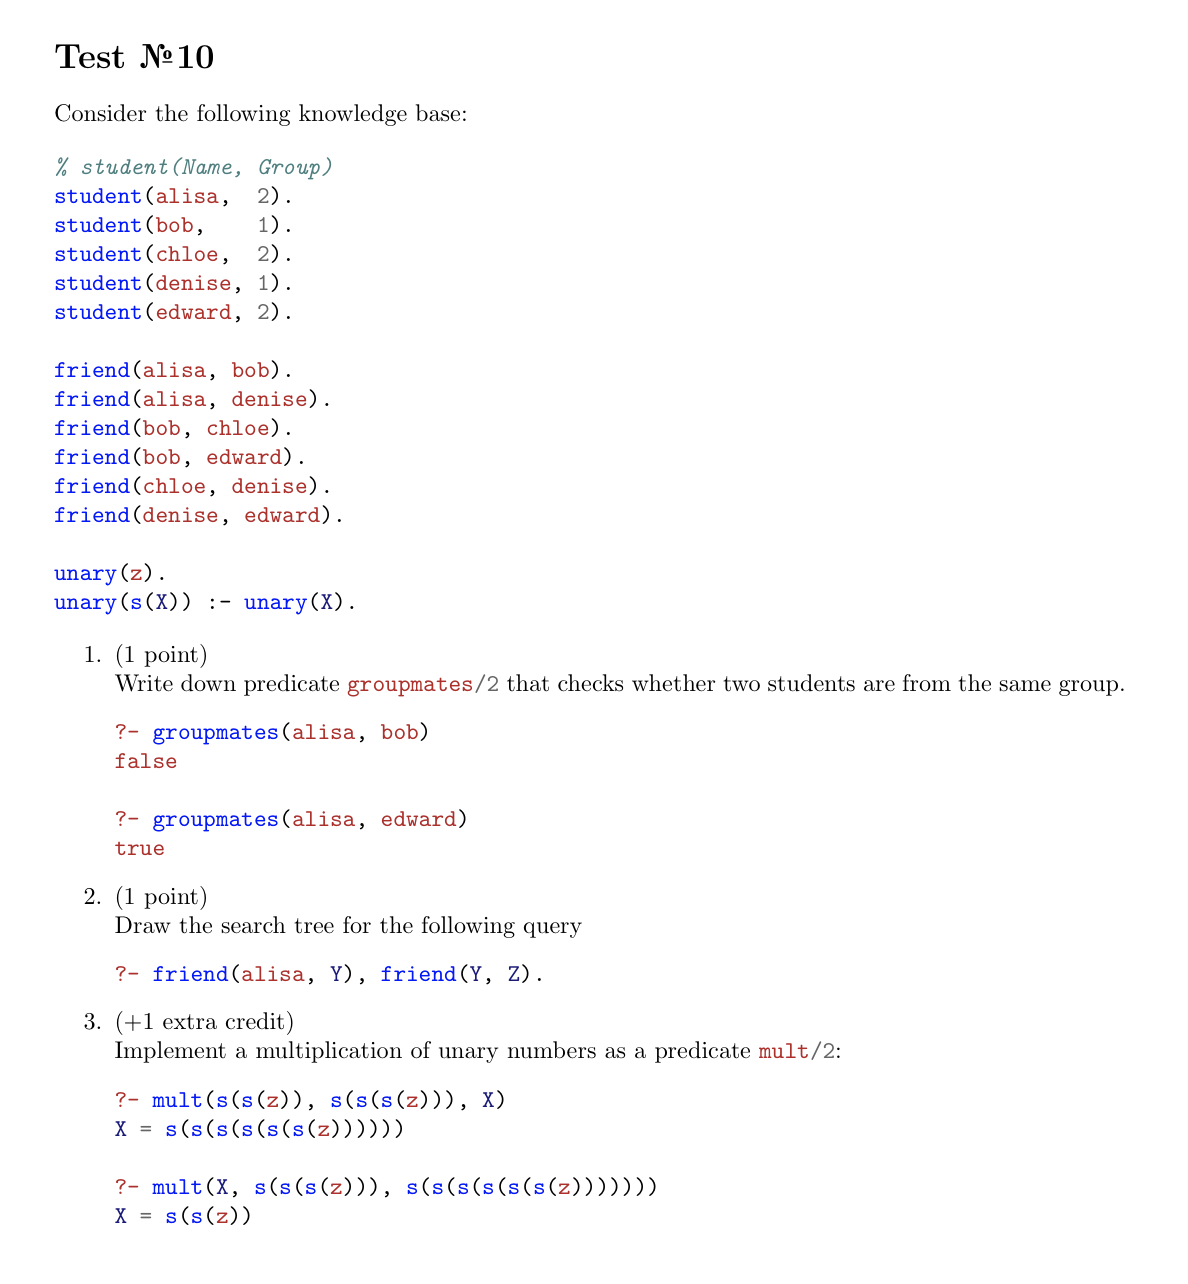 Test №10
Consider the following knowledge base:
% student(Name, Group)
student(alisa,  2).
student(bob,    1).
student(chloe,  2).
student(denise, 1).
student(edward, 2).
friend(alisa, bob).
friend(alisa, denise).
friend(bob, chloe).
friend(bob, edward).
friend(chloe, denise).
friend(denise, edward).
unary(z).
unary(s(X)) :- unary(X).
1. (1 point)
Write down predicate groupmates/2 that checks whether two students are from the same group.
?- groupmates(alisa, bob)
false
?- groupmates(alisa, edward)
true
2. (1 point)
Draw the search tree for the following query
?- friend(alisa, Y), friend(Y, Z).
3. (+1 extra credit)
Implement a multiplication of unary numbers as a predicate mult/2:
?- mult(s(s(z)), s(s(s(z))), X)
X = s(s(s(s(s(s(z))))))
?- mult(X, s(s(s(z))), s(s(s(s(s(s(z)))))))
X = s(s(z))